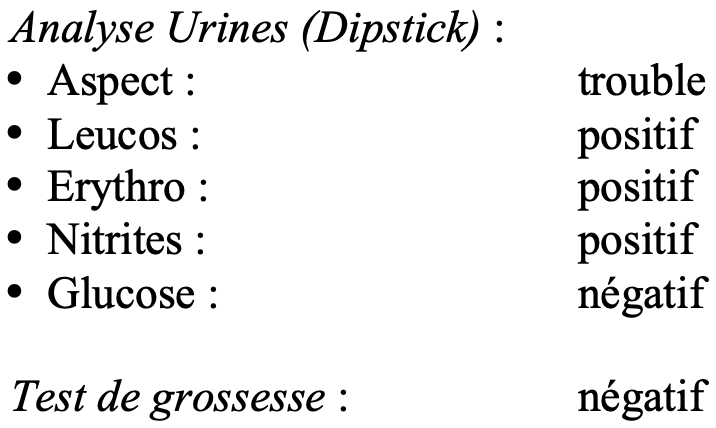 Analyse Urines (Dipstick) :
• Aspect : trouble
• Leucos : positif
• Erythro : positif
• Nitrites : positif
• Glucose : négatif
Test de grossesse : négatif